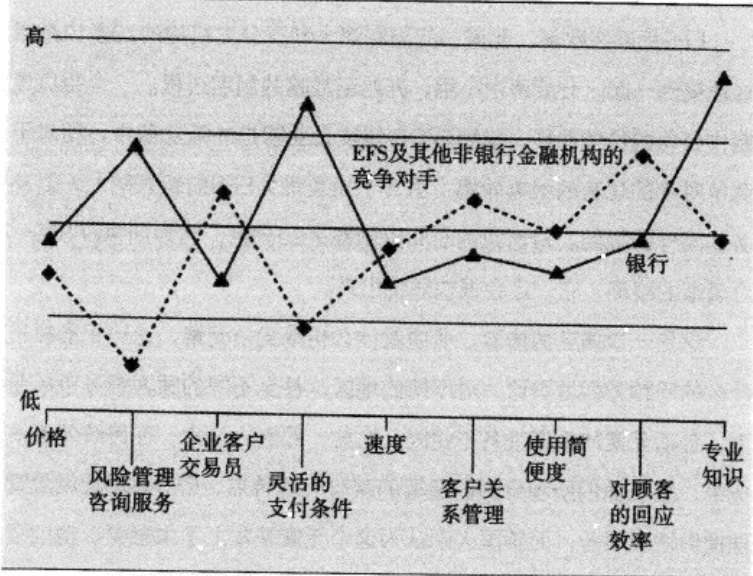 高
EFS及其他非银行金融机构的
竞争对手
银行
低
价格
风险管理
咨询服务
企业客户
交易员
灵活的
支付条件
速度
客户关
系管理
使用简
便度
对顾客
的回应
效率
专业
知识